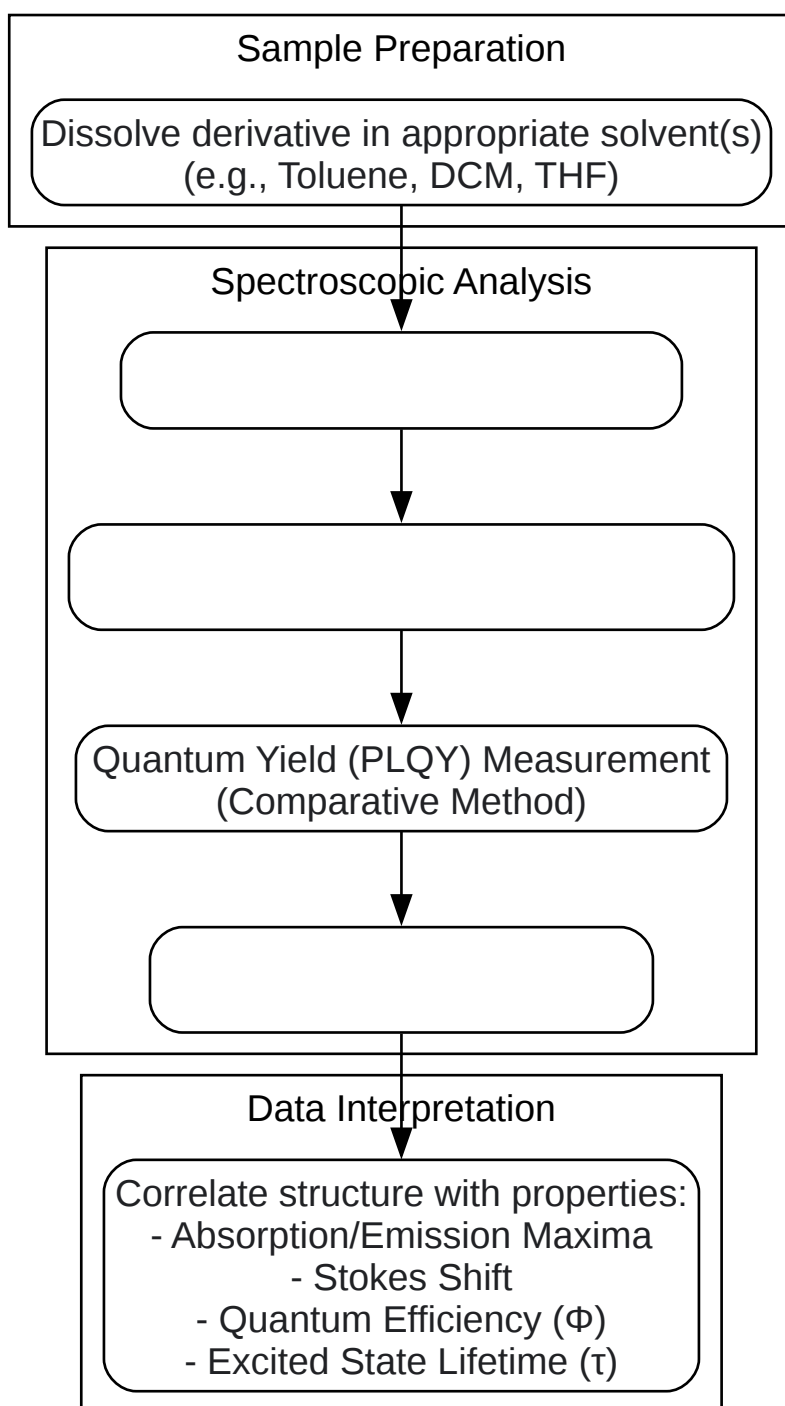 Sample Preparation
Dissolve derivative in appropriate solvent(s)
(e.g., Toluene, DCM, THF)
Spectroscopic Analysis
Quantum Yield (PLQY) Measurement
(Comparative Method)
Data Interpretation
Correlate structure with properties:
- Absorption/Emission Maxima
- Stokes Shift
- Quantum Efficiency (Φ)
- Excited State Lifetime (τ)